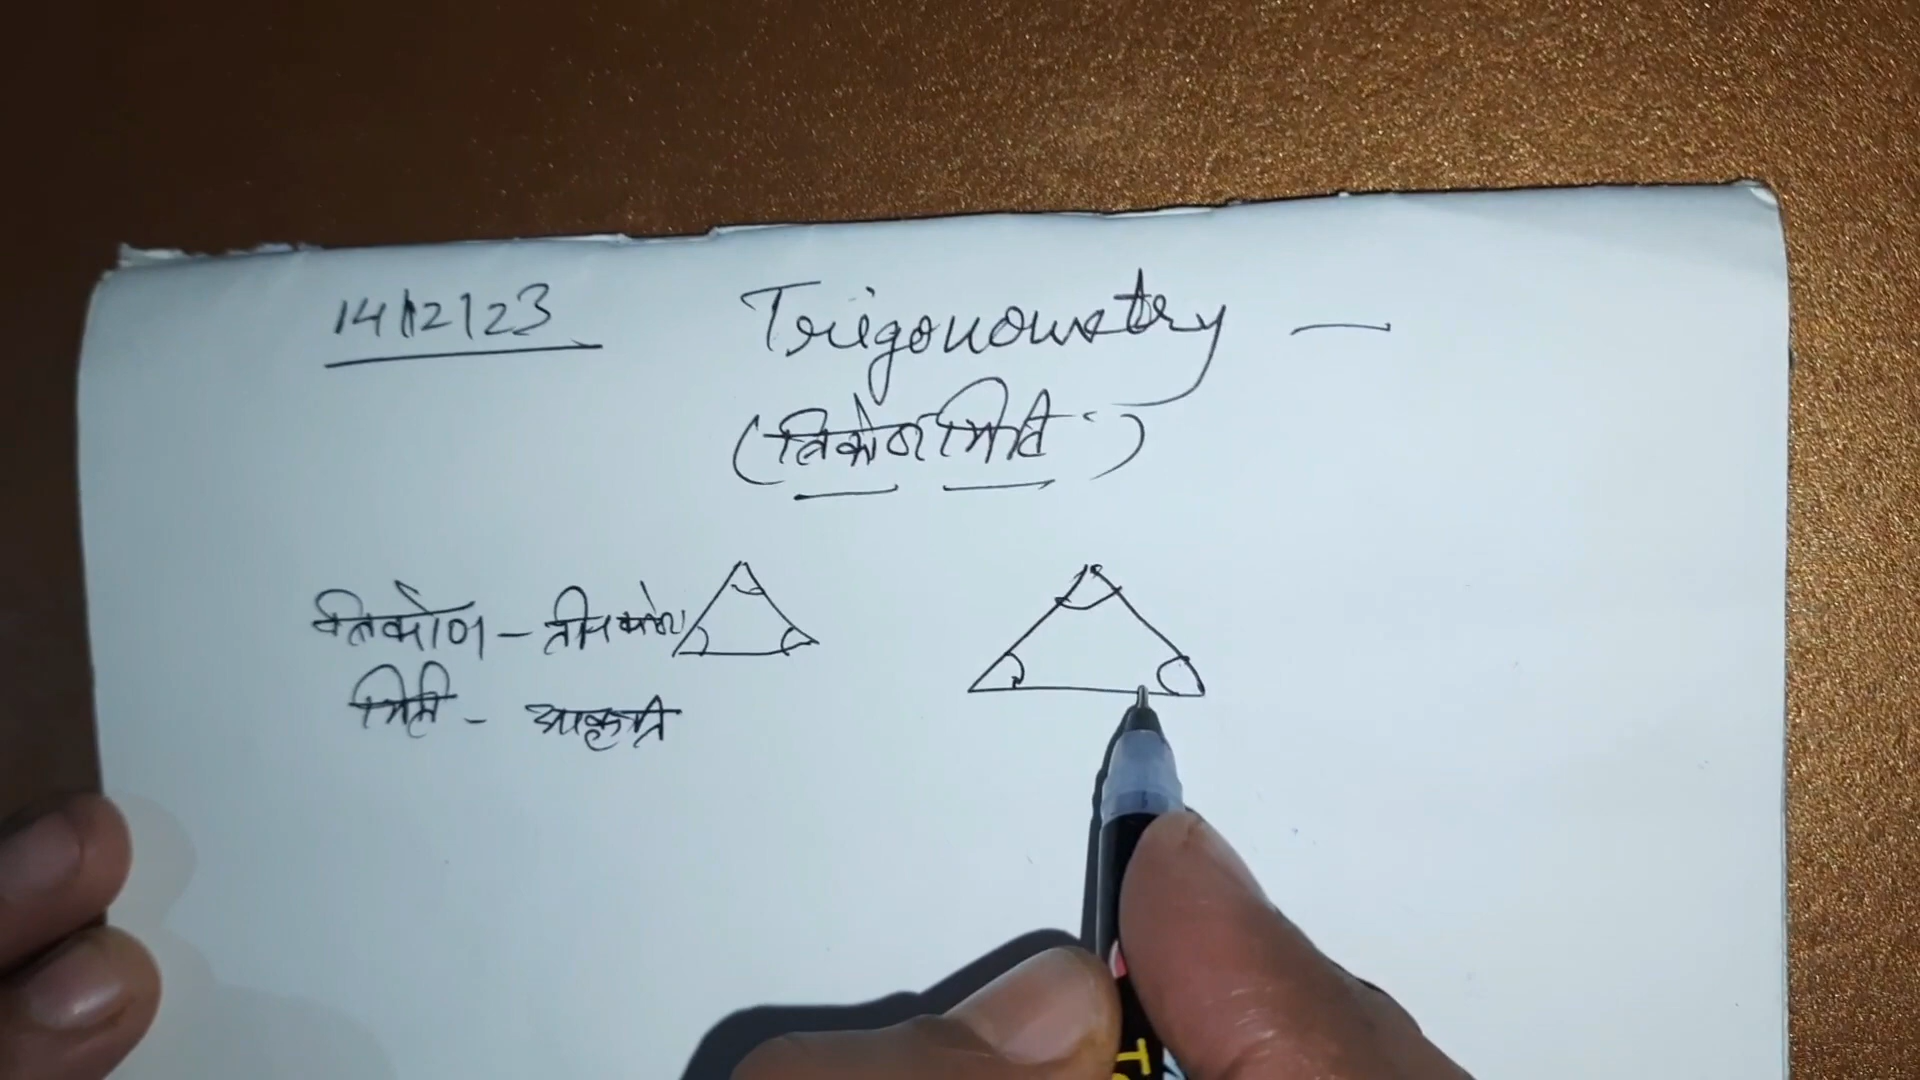 14/12/23
Trigonometry —
(त्रिकोणमिति)
त्रिकोण - तीन कोण
मिति - आकृति